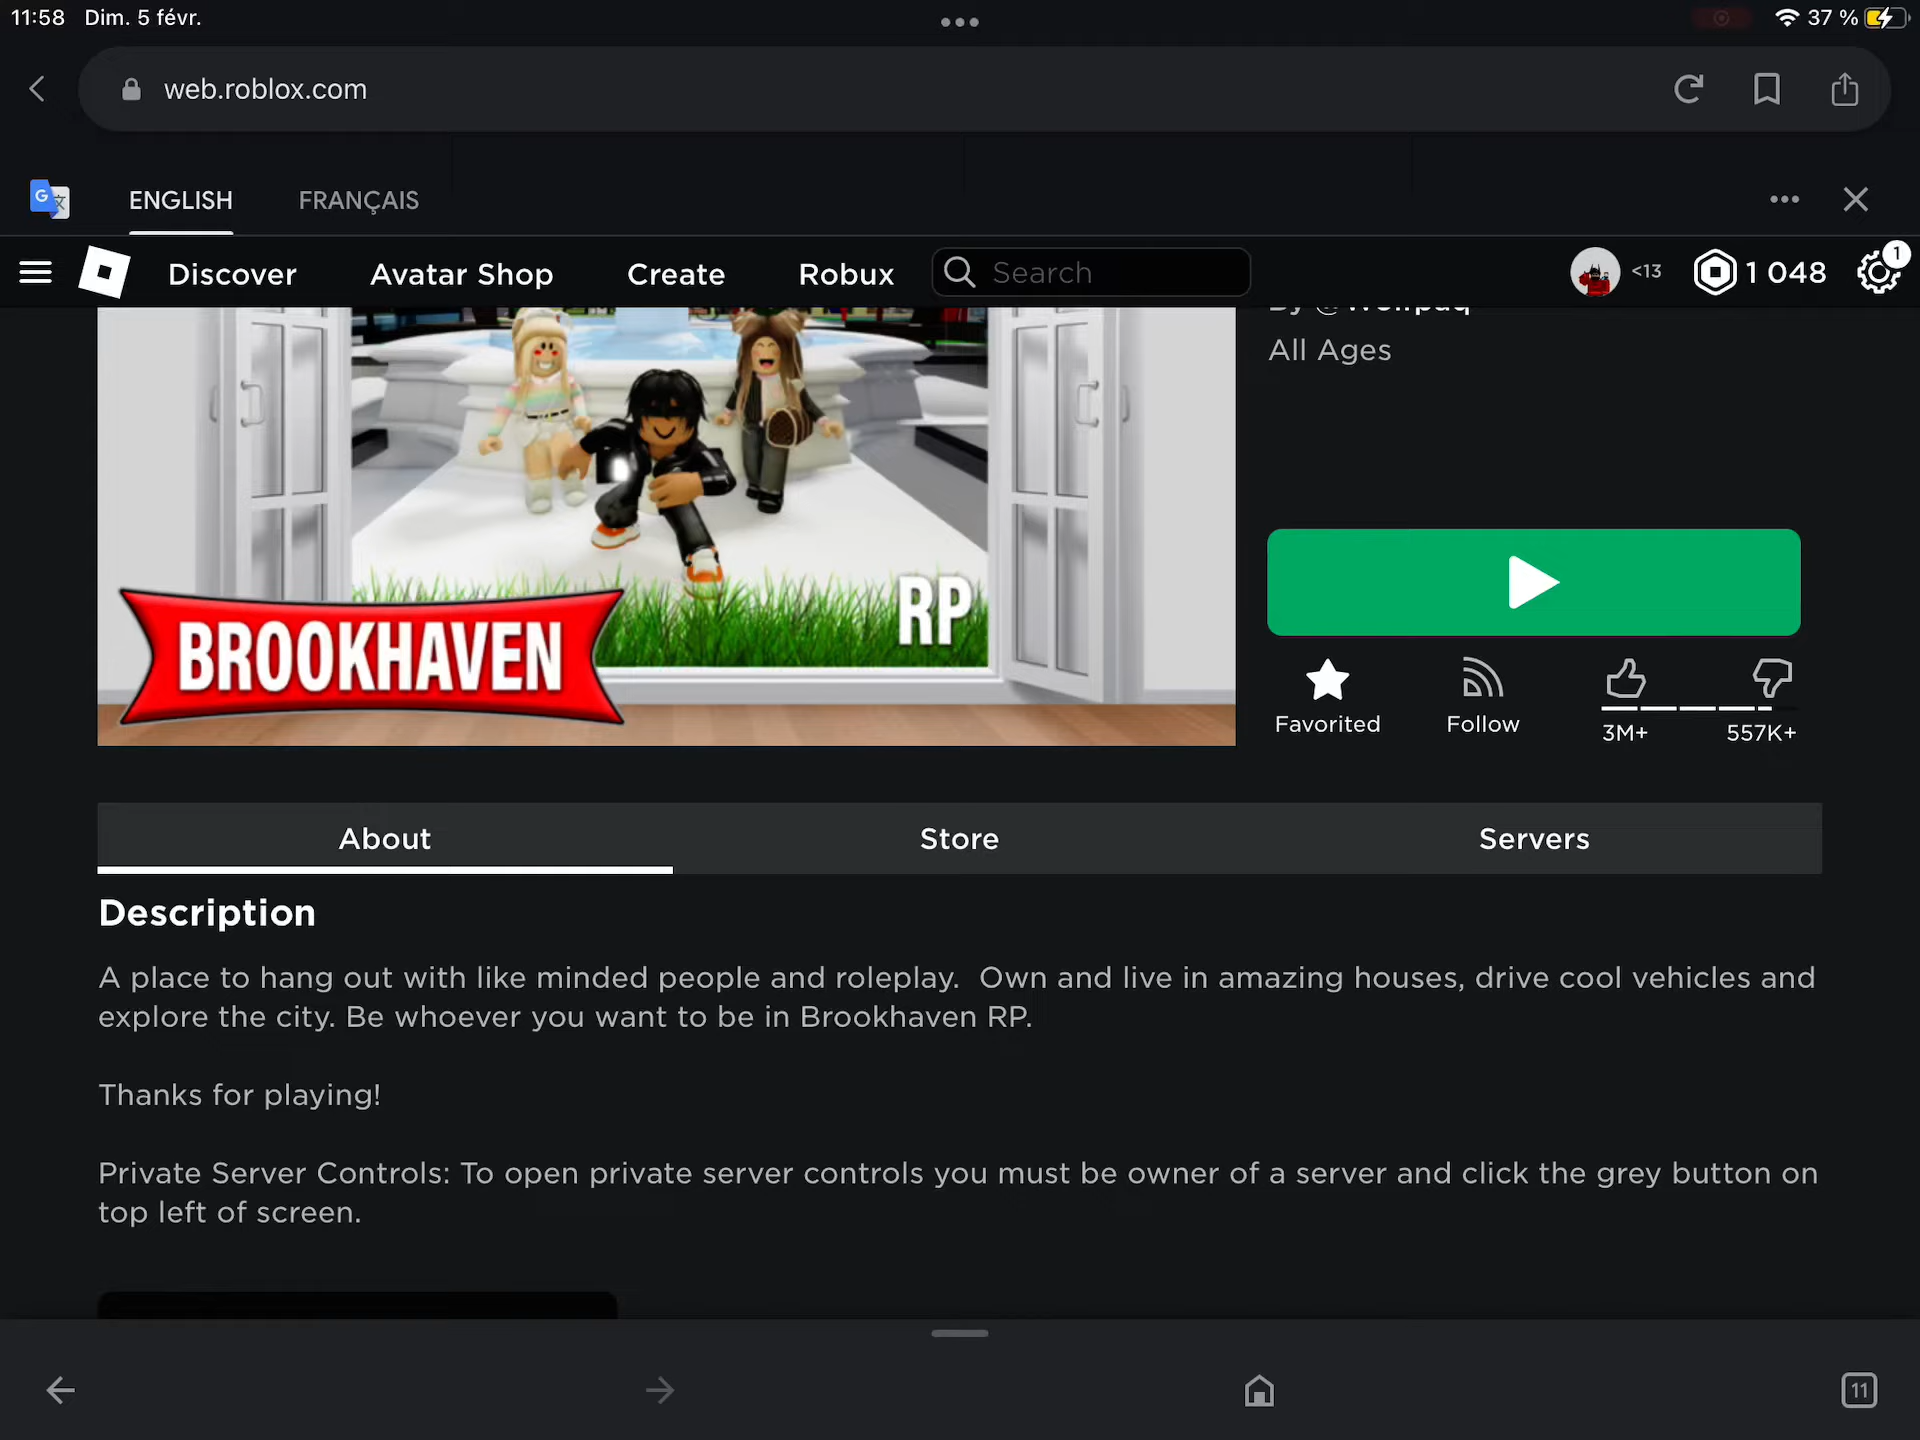 11:58 Dim. 5 févr.
37 %
web.roblox.com
ENGLISH FRANÇAIS
Discover Avatar Shop Create Robux Search <13 1 048 1
All Ages
BROOKHAVEN RP
Favorited Follow 3M+ 557K+
About Store Servers
Description
A place to hang out with like minded people and roleplay. Own and live in amazing houses, drive cool vehicles and
explore the city. Be whoever you want to be in Brookhaven RP.
Thanks for playing!
Private Server Controls: To open private server controls you must be owner of a server and click the grey button on
top left of screen.
11